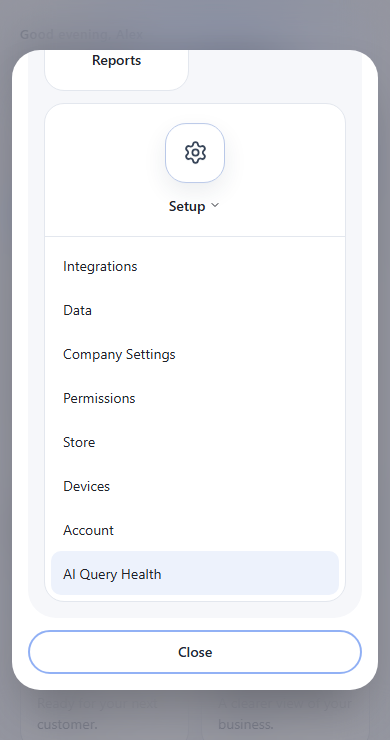 Good evening, Alex
Reports
Setup
Integrations
Data
Company Settings
Permissions
Store
Devices
Account
AI Query Health
Close
customer.
business.